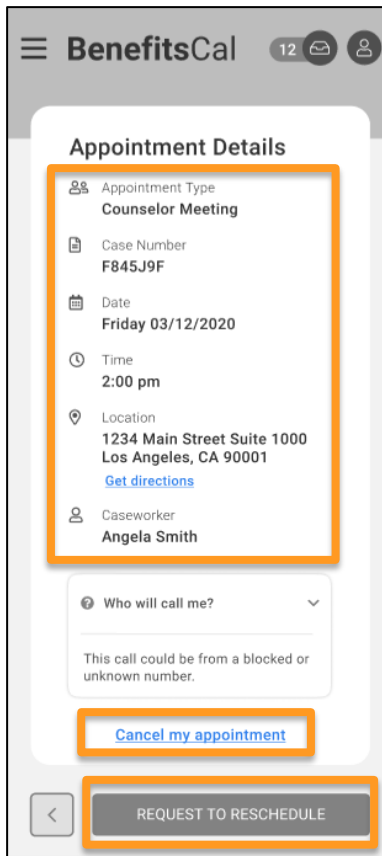 BenefitsCal
12
Appointment Details
Appointment Type
Counselor Meeting
Case Number
F845J9F
Date
Friday 03/12/2020
Time
2:00 pm
Location
1234 Main Street Suite 1000
Los Angeles, CA 90001
Get directions
Caseworker
Angela Smith
Who will call me?
This call could be from a blocked or
unknown number.
Cancel my appointment
REQUEST TO RESCHEDULE